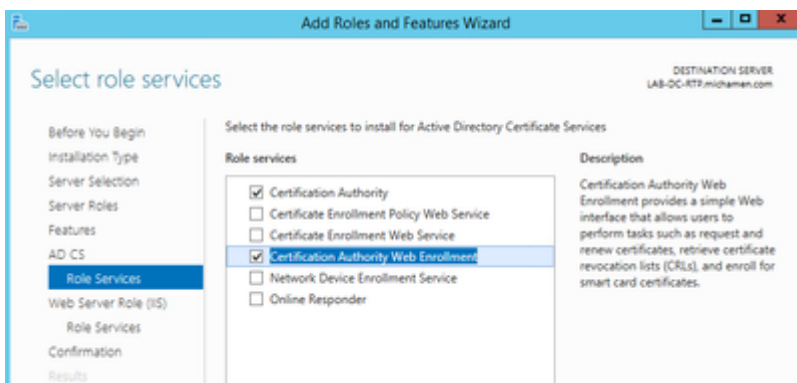 Add Roles and Features Wizard
Select role services
DESTINATION SERVER
LAB-DC-RTP.michamen.com
Before You Begin
Installation Type
Server Selection
Server Roles
Features
AD CS
Role Services
Web Server Role (IIS)
Role Services
Confirmation
Results
Select the role services to install for Active Directory Certificate Services
Role services
Certification Authority
Certificate Enrollment Policy Web Service
Certificate Enrollment Web Service
Certification Authority Web Enrollment
Network Device Enrollment Service
Online Responder
Description
Certification Authority Web
Enrollment provides a simple Web
interface that allows users to
perform tasks such as request and
renew certificates, retrieve certificate
revocation lists (CRLs), and enroll for
smart card certificates.